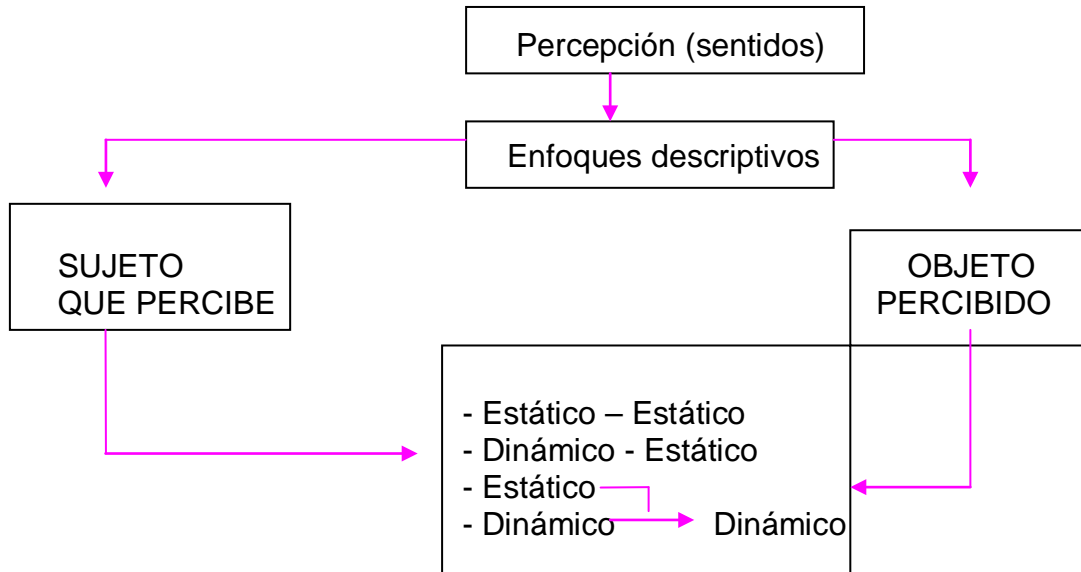 Percepción (sentidos)
Enfoques descriptivos
SUJETO
QUE PERCIBE
OBJETO
PERCIBIDO
- Estático – Estático
- Dinámico - Estático
- Estático
- Dinámico Dinámico